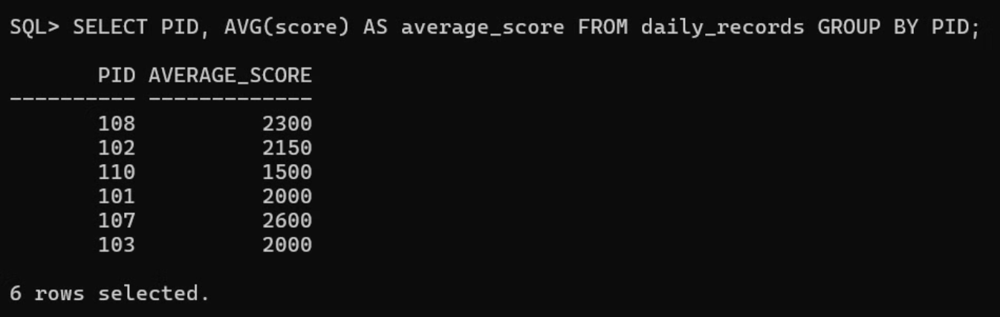 SQL> SELECT PID, AVG(score) AS average_score FROM daily_records GROUP BY PID;
PID AVERAGE_SCORE
---------- -------------
108 2300
102 2150
110 1500
101 2000
107 2600
103 2000
6 rows selected.